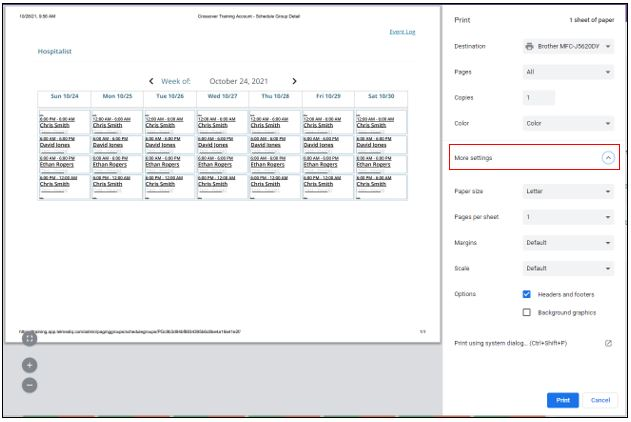 10/28/21, 9:50 AM Crossover Training Account - Schedule Group Detail
Event Log
Hospitalist
Week of: October 24, 2021
Sun 10/24 Mon 10/25 Tue 10/26 Wed 10/27 Thu 10/28 Fri 10/29 Sat 10/30
6:00 PM - 6:00 AM 12:00 AM - 6:00 AM 12:00 AM - 6:00 AM 12:00 AM - 6:00 AM 12:00 AM - 6:00 AM 12:00 AM - 6:00 AM 12:00 AM - 6:00 AM
Chris Smith Chris Smith Chris Smith Chris Smith Chris Smith Chris Smith Chris Smith
6:00 AM - 6:00 PM 6:00 AM - 6:00 PM 6:00 AM - 6:00 PM 6:00 AM - 6:00 PM 6:00 AM - 6:00 PM 6:00 AM - 6:00 PM 6:00 AM - 6:00 PM
David Jones David Jones David Jones David Jones David Jones David Jones David Jones
6:00 AM - 6:00 PM 6:00 AM - 6:00 PM 6:00 AM - 6:00 PM 6:00 AM - 6:00 PM 6:00 AM - 6:00 PM 6:00 AM - 6:00 PM 6:00 AM - 6:00 PM
Ethan Rogers Ethan Rogers Ethan Rogers Ethan Rogers Ethan Rogers Ethan Rogers Ethan Rogers
6:00 PM - 12:00 AM 6:00 PM - 12:00 AM 6:00 PM - 12:00 AM 6:00 PM - 12:00 AM 6:00 PM - 12:00 AM 6:00 PM - 12:00 AM 6:00 PM - 6:00 AM
Chris Smith Chris Smith Chris Smith Chris Smith Chris Smith Chris Smith Chris Smith
1/1
Print 1 sheet of paper
Destination Brother MFC-J5620DW
Pages All
Copies 1
Color Color
More settings
Paper size Letter
Pages per sheet 1
Margins Default
Scale Default
Options Headers and footers
Background graphics
Print using system dialog... (Ctrl+Shift+P)
Print Cancel